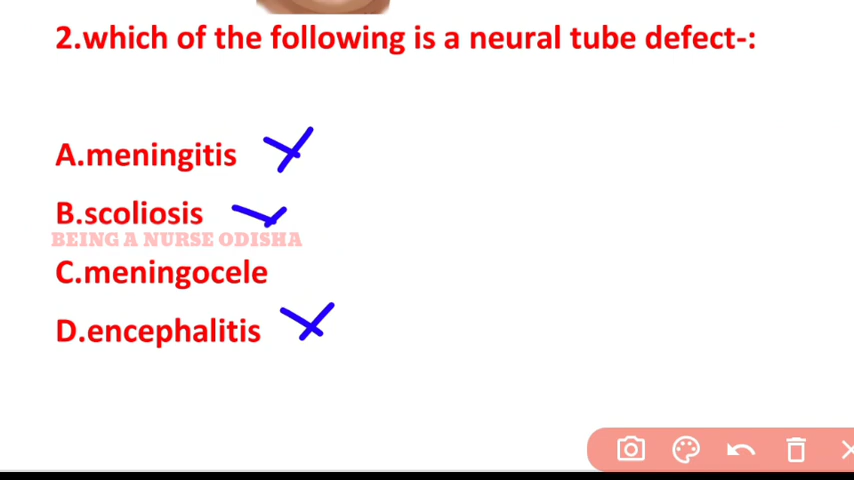 2.which of the following is a neural tube defect-:
A.meningitis
B.scoliosis
BEING A NURSE ODISHA
C.meningocele
D.encephalitis